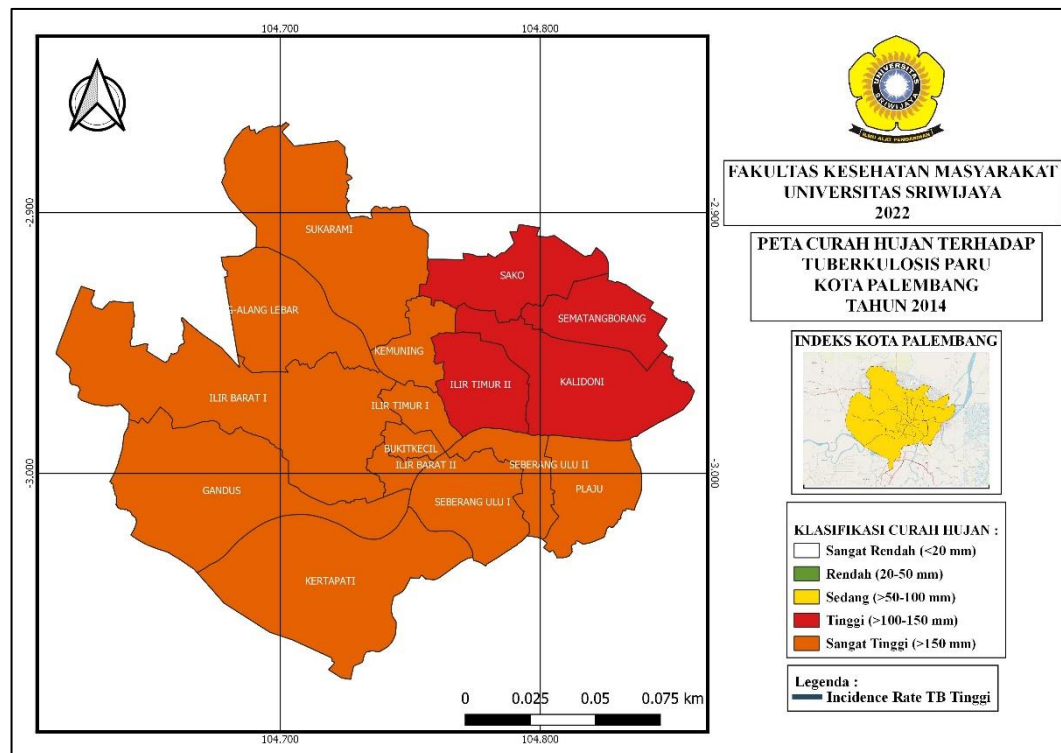 104.700
104.800
-2.900
-2.900
SUKARAMI
SAKO
G-ALANG LEBAR
SEMATANGBORANG
KEMUNING
ILIR TIMUR II
KALIDONI
ILIR BARAT I
ILIR TIMUR I
BUKITKECIL
ILIR BARAT II
SEBERANG ULU II
-3.000
-3.000
GANDUS
SEBERANG ULU I
PLAJU
KERTAPATI
0 0.025 0.05 0.075 km
104.700
104.800
UNIVERSITAS
SRIWIJAYA
ILMU ALAT PENGABDIAN
FAKULTAS KESEHATAN MASYARAKAT
UNIVERSITAS SRIWIJAYA
2022
PETA CURAH HUJAN TERHADAP
TUBERKULOSIS PARU
KOTA PALEMBANG
TAHUN 2014
INDEKS KOTA PALEMBANG
KLASIFIKASI CURAH HUJAN :
Sangat Rendah (<20 mm)
Rendah (20-50 mm)
Sedang (>50-100 mm)
Tinggi (>100-150 mm)
Sangat Tinggi (>150 mm)
Legenda :
Incidence Rate TB Tinggi